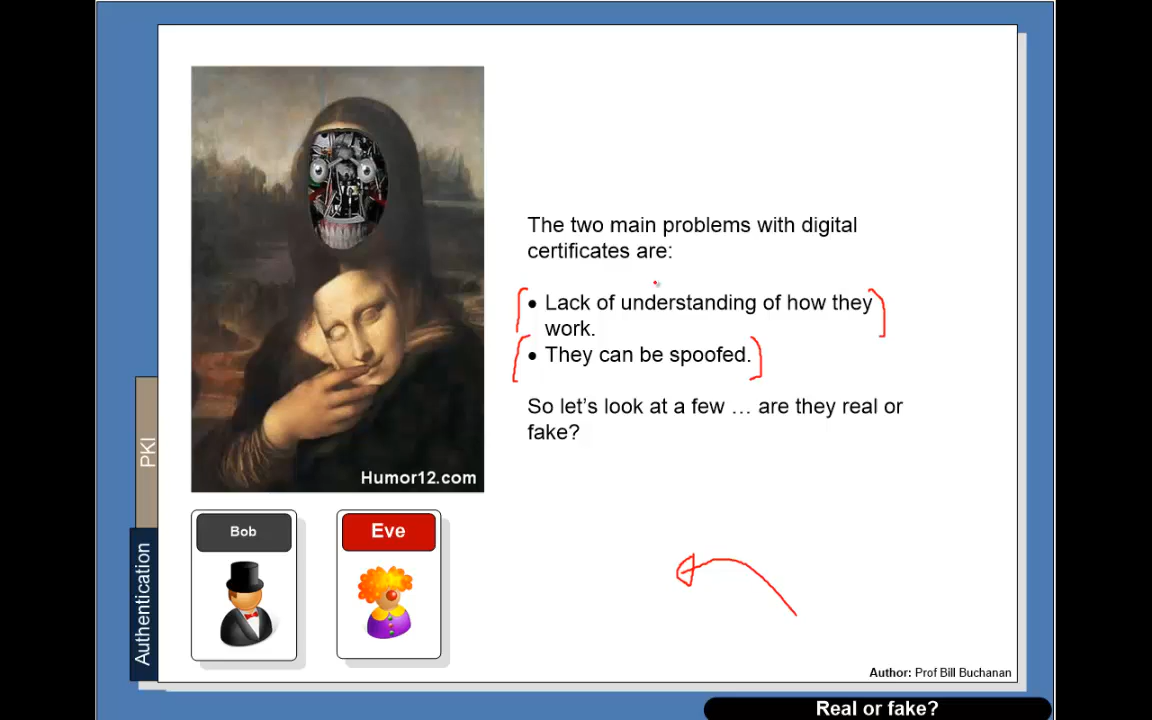 The two main problems with digital
certificates are:
• Lack of understanding of how they
work.
• They can be spoofed.
So let's look at a few … are they real or
fake?
Humor12.com
Bob
Eve
PKI
Authentication
Author: Prof Bill Buchanan
Real or fake?